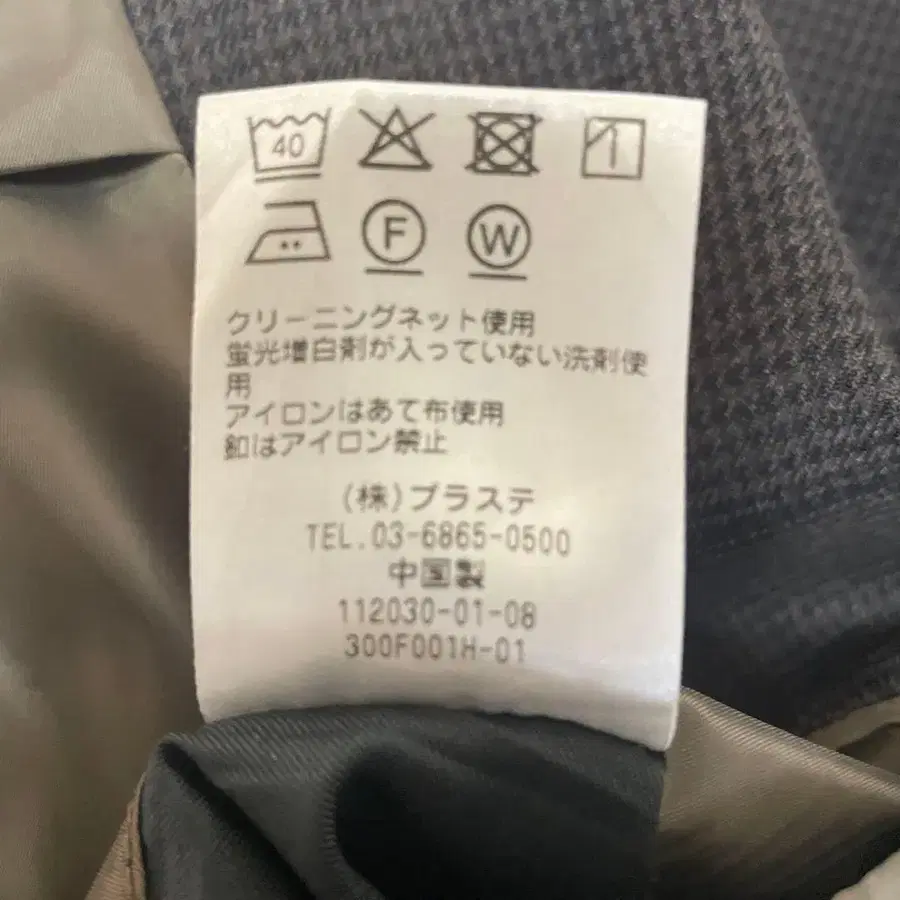 40
F
W
クリーニングネット使用
蛍光増白剤が入っていない洗剤使
用
アイロンはあて布使用
釦はアイロン禁止
(株)プラステ
TEL.03-6865-0500
中国製
112030-01-08
300F001H-01